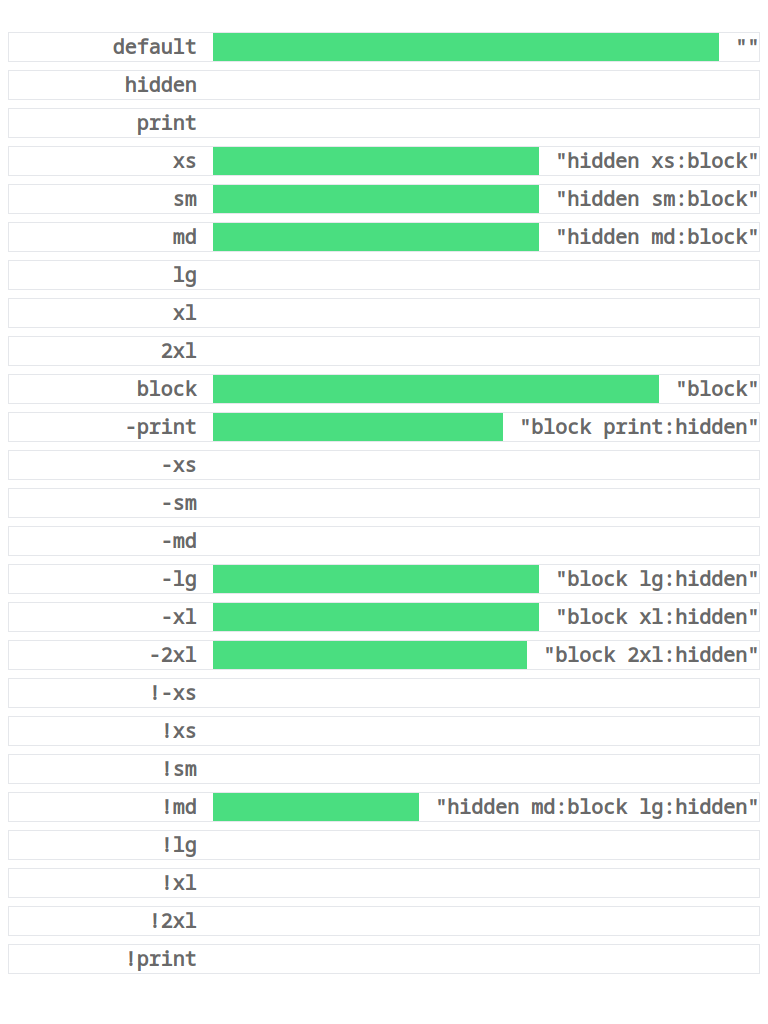 default ""
hidden
print
xs "hidden xs:block"
sm "hidden sm:block"
md "hidden md:block"
lg
xl
2xl
block "block"
-print "block print:hidden"
-xs
-sm
-md
-lg "block lg:hidden"
-xl "block xl:hidden"
-2xl "block 2xl:hidden"
!-xs
!xs
!sm
!md "hidden md:block lg:hidden"
!lg
!xl
!2xl
!print